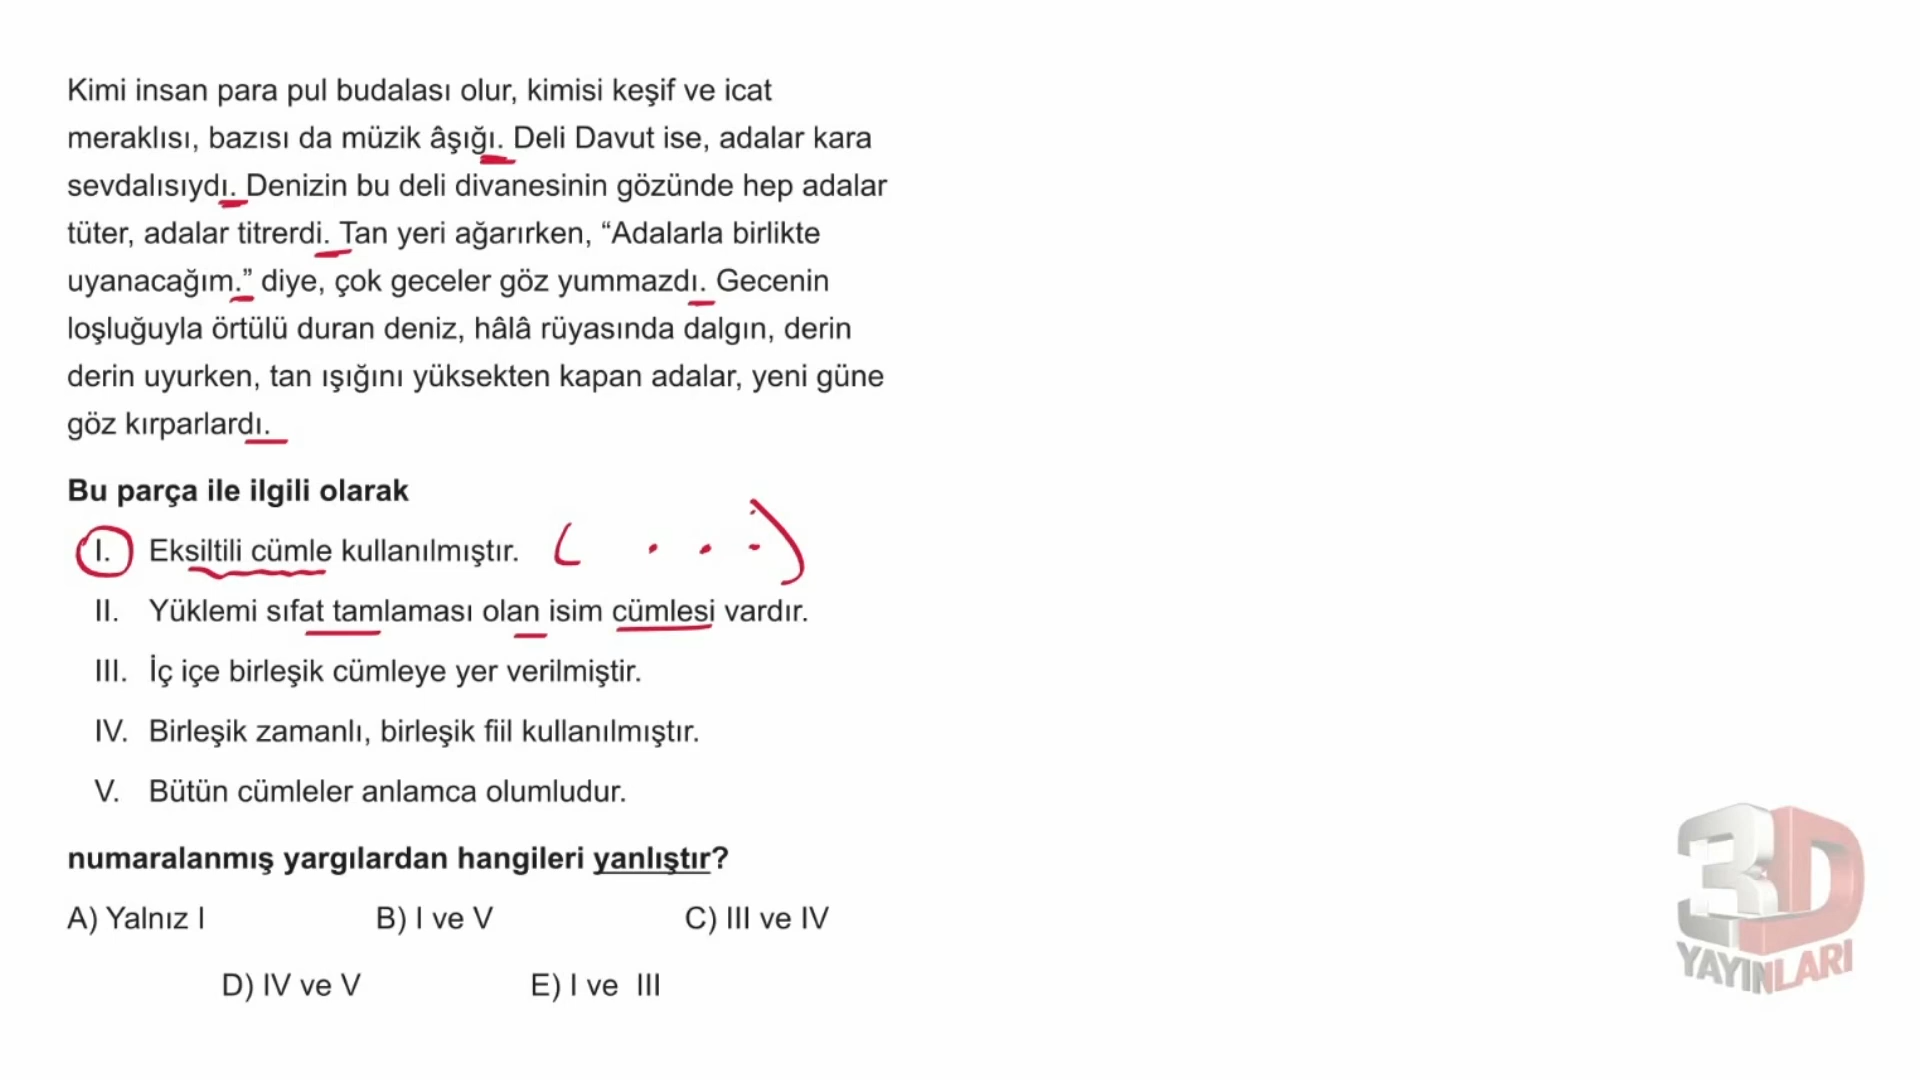 Kimi insan para pul budalası olur, kimisi keşif ve icat
meraklısı, bazısı da müzik âşığı. Deli Davut ise, adalar kara
sevdalısıydı. Denizin bu deli divanesinin gözünde hep adalar
tüter, adalar titrerdi. Tan yeri ağarırken, “Adalarla birlikte
uyanacağım.” diye, çok geceler göz yummazdı. Gecenin
loşluğuyla örtülü duran deniz, hâlâ rüyasında dalgın, derin
derin uyurken, tan ışığını yüksekten kapan adalar, yeni güne
göz kırparlardı.
Bu parça ile ilgili olarak
I. Eksiltili cümle kullanılmıştır. ( . . . )
II. Yüklemi sıfat tamlaması olan isim cümlesi vardır.
III. İç içe birleşik cümleye yer verilmiştir.
IV. Birleşik zamanlı, birleşik fiil kullanılmıştır.
V. Bütün cümleler anlamca olumludur.
numaralanmış yargılardan hangileri yanlıştır?
A) Yalnız I B) I ve V C) III ve IV
D) IV ve V E) I ve III
3D
YAYINLARI